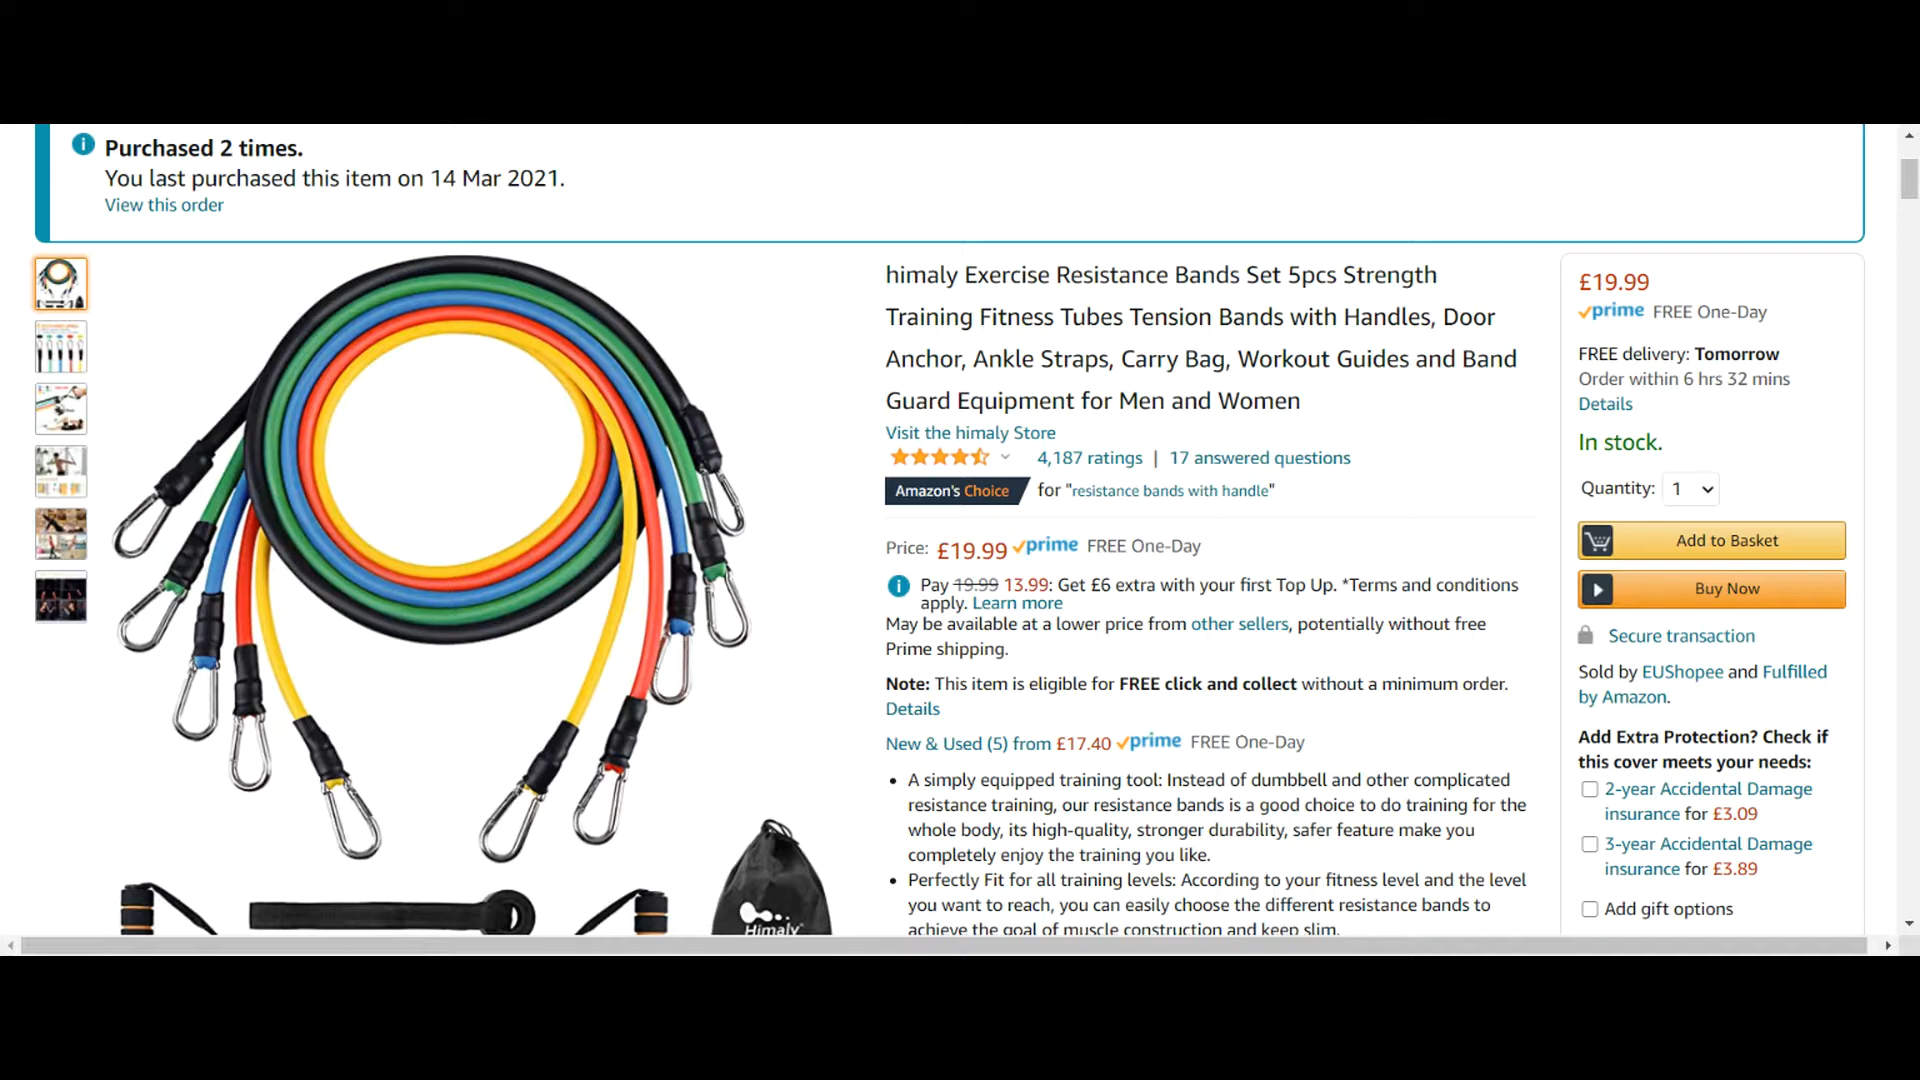 Purchased 2 times.
You last purchased this item on 14 Mar 2021.
View this order
himaly Exercise Resistance Bands Set 5pcs Strength
Training Fitness Tubes Tension Bands with Handles, Door
Anchor, Ankle Straps, Carry Bag, Workout Guides and Band
Guard Equipment for Men and Women
Visit the himaly Store
4,187 ratings | 17 answered questions
Amazon's Choice for "resistance bands with handle"
Price: £19.99 prime FREE One-Day
Pay 19.99 13.99: Get £6 extra with your first Top Up. *Terms and conditions
apply. Learn more
May be available at a lower price from other sellers, potentially without free
Prime shipping.
Note: This item is eligible for FREE click and collect without a minimum order.
Details
New & Used (5) from £17.40 prime FREE One-Day
• A simply equipped training tool: Instead of dumbbell and other complicated
resistance training, our resistance bands is a good choice to do training for the
whole body, its high-quality, stronger durability, safer feature make you
completely enjoy the training you like.
• Perfectly Fit for all training levels: According to your fitness level and the level
you want to reach, you can easily choose the different resistance bands to
achieve the goal of muscle construction and keep slim.
Himaly
£19.99
prime FREE One-Day
FREE delivery: Tomorrow
Order within 6 hrs 32 mins
Details
In stock.
Quantity: 1
Add to Basket
Buy Now
Secure transaction
Sold by EUShopee and Fulfilled
by Amazon.
Add Extra Protection? Check if
this cover meets your needs:
2-year Accidental Damage
insurance for £3.09
3-year Accidental Damage
insurance for £3.89
Add gift options